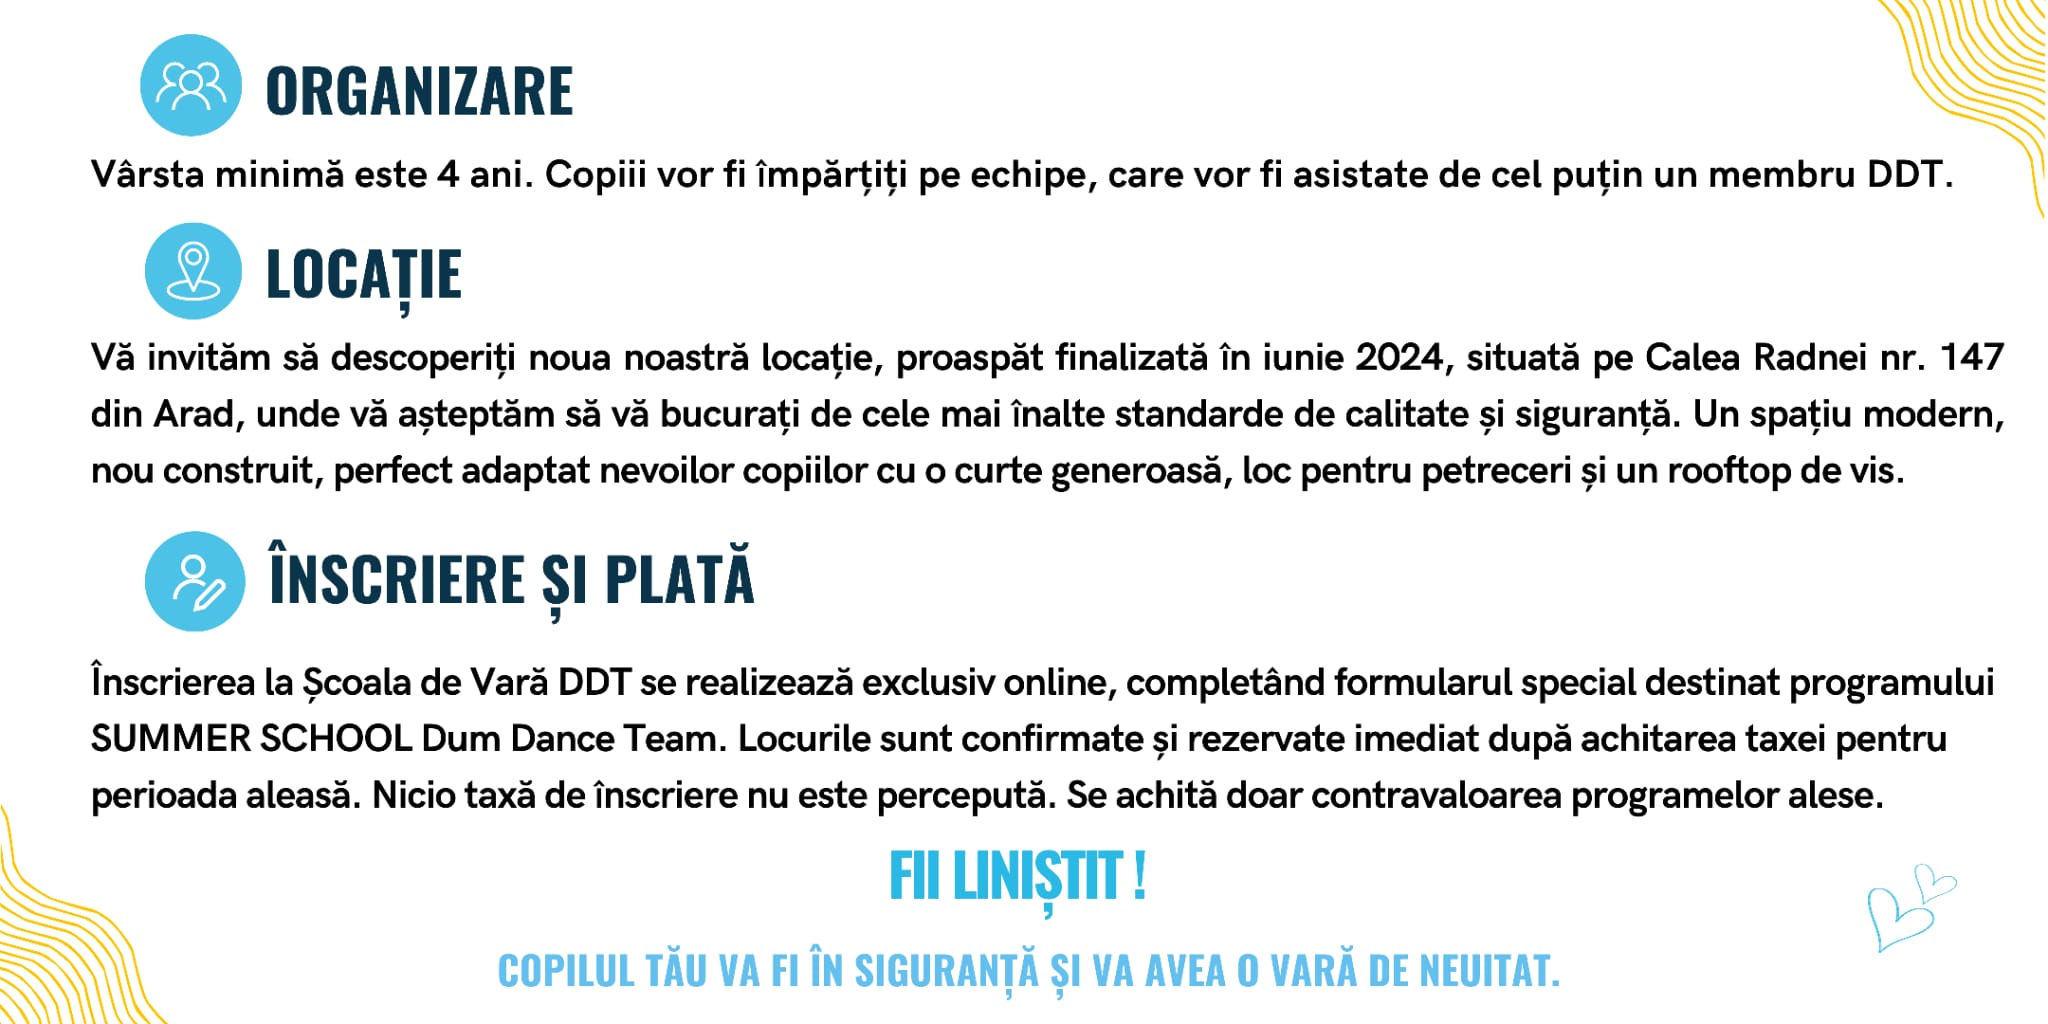 ORGANIZARE
Vârsta minimă este 4 ani. Copiii vor fi împărțiți pe echipe, care vor fi asistate de cel puțin un membru DDT.
LOCAȚIE
Vă invităm să descoperiți noua noastră locație, proaspăt finalizată în iunie 2024, situată pe Calea Radnei nr. 147
din Arad, unde vă așteptăm să vă bucurați de cele mai înalte standarde de calitate și siguranță. Un spațiu modern,
nou construit, perfect adaptat nevoilor copiilor cu o curte generoasă, loc pentru petreceri și un rooftop de vis.
ÎNSCRIERE ȘI PLATĂ
Înscrierea la Școala de Vară DDT se realizează exclusiv online, completând formularul special destinat programului
SUMMER SCHOOL Dum Dance Team. Locurile sunt confirmate și rezervate imediat după achitarea taxei pentru
perioada aleasă. Nicio taxă de înscriere nu este percepută. Se achită doar contravaloarea programelor alese.
FII LINIȘTIT !
COPILUL TĂU VA FI ÎN SIGURANȚĂ ȘI VA AVEA O VARĂ DE NEUITAT.